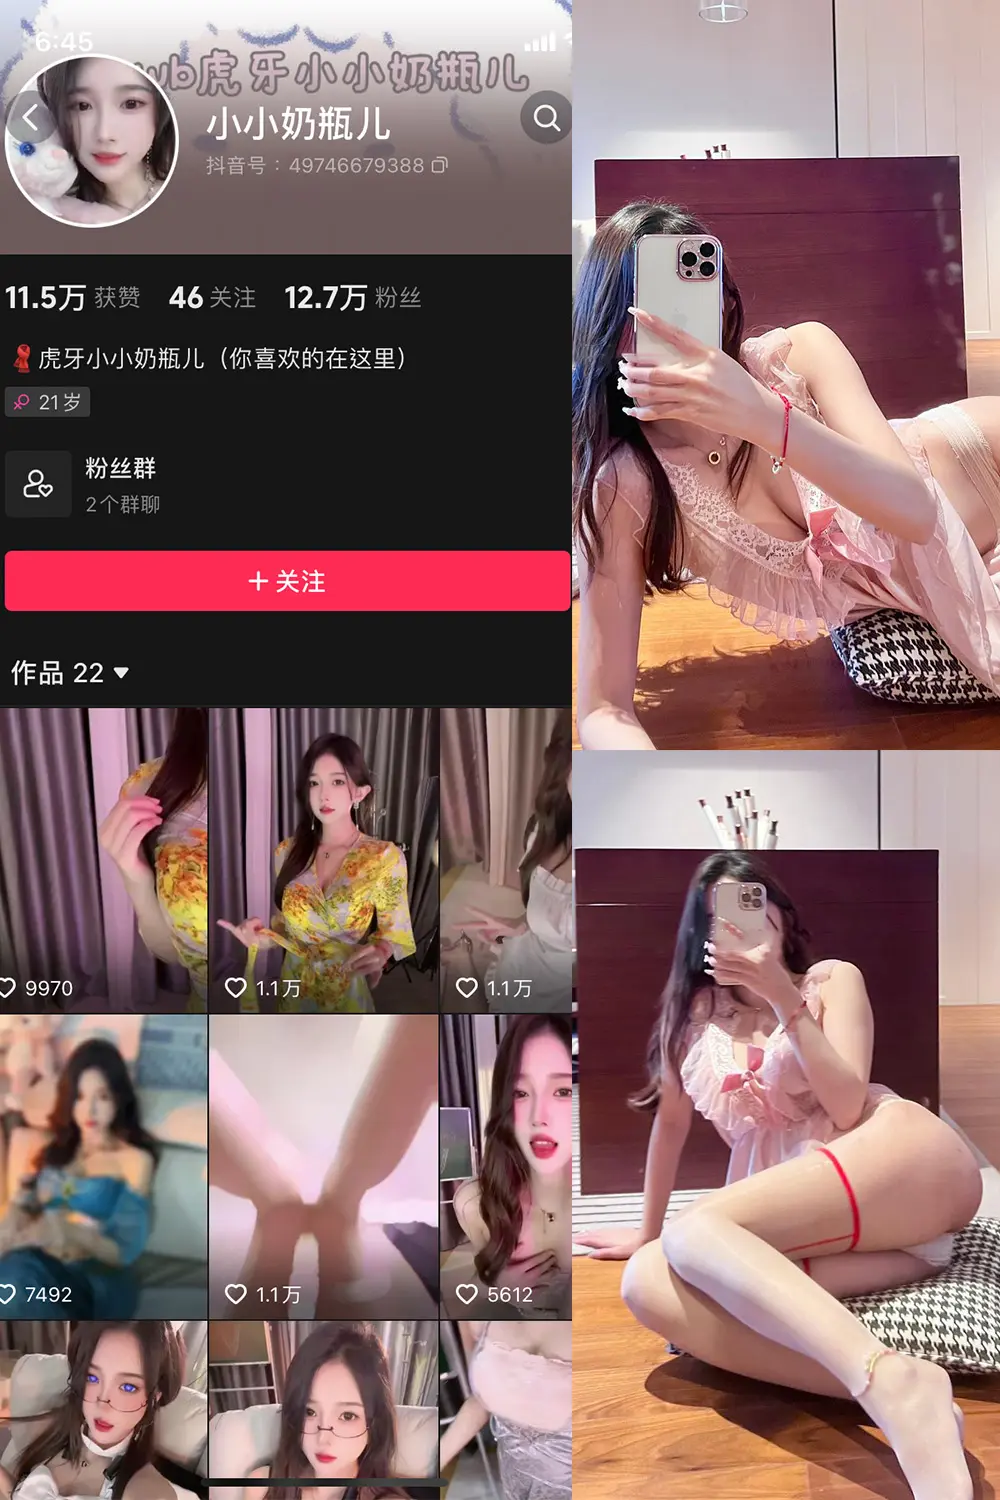 6:45
wb虎牙小小奶瓶儿
小小奶瓶儿
抖音号：49746679388
11.5万 获赞 46 关注 12.7万 粉丝
虎牙小小奶瓶儿（你喜欢的在这里）
21岁
粉丝群
2个群聊
+ 关注
作品 22
9970
1.1万
1.1万
7492
1.1万
5612